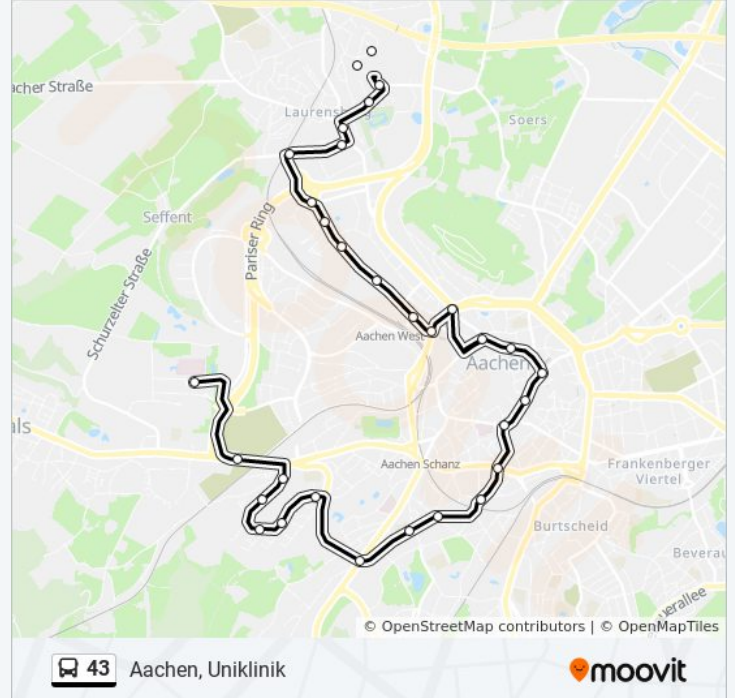 acher Straße
Laurensberg
Soers
Seffent
Pariser Ring
Schurzelter Straße
Aachen West
Aachen
als
Aachen Schanz
Frankenberger
Viertel
Burtscheid
Beverau
uerallee
© OpenStreetMap contributors | © OpenMapTiles
43 Aachen, Uniklinik
moovit